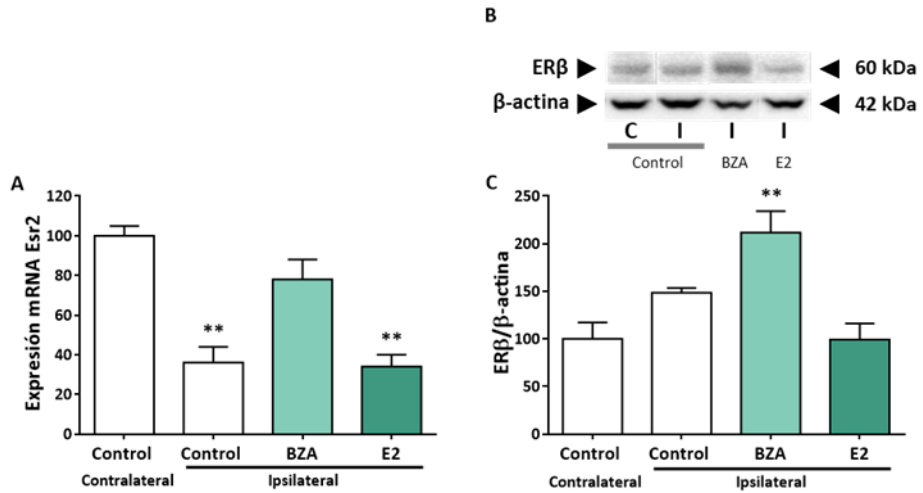 B
ERβ 60 kDa
β-actina 42 kDa
C I I I
Control BZA E2
A
Expresión mRNA Esr2
120
100
80
60
40
20
0
** **
Control Control BZA E2
Contralateral Ipsilateral
C
ERβ/β-actina
250
200
150
100
50
0
**
Control Control BZA E2
Contralateral Ipsilateral